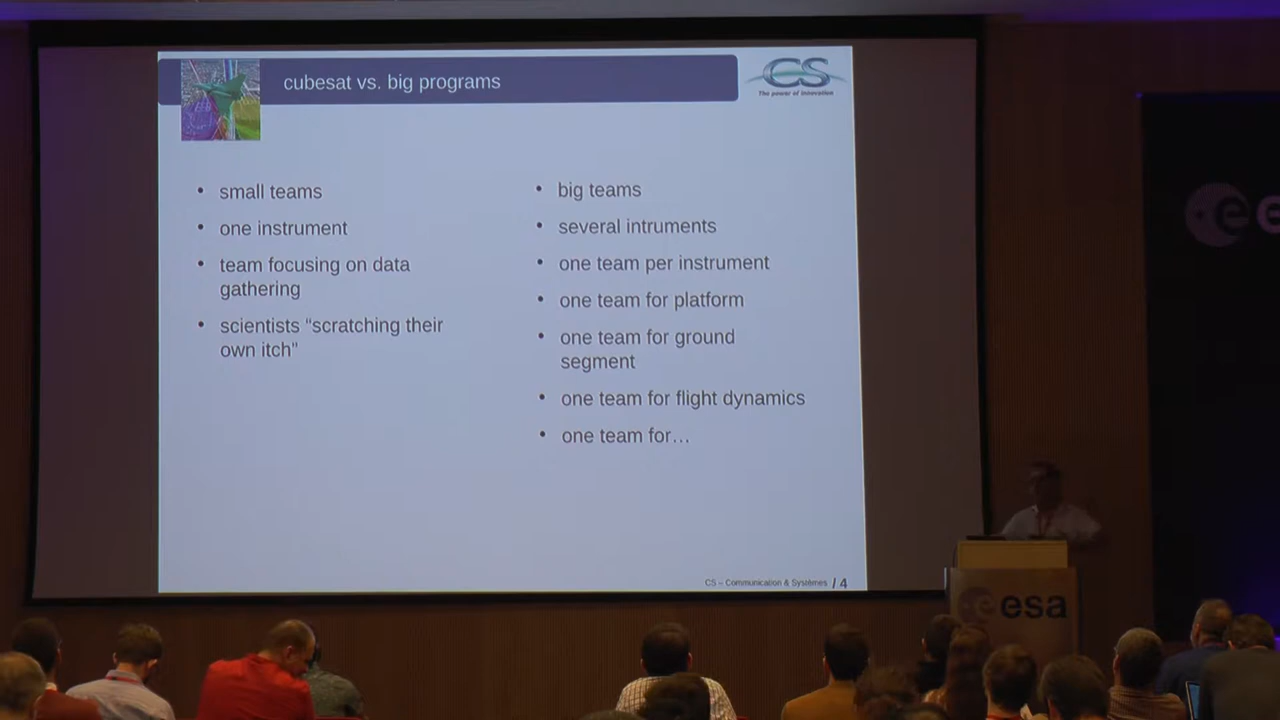 cubesat vs. big programs
CS
The power of innovation
• small teams
• one instrument
• team focusing on data
gathering
• scientists "scratching their
own itch"
• big teams
• several intruments
• one team per instrument
• one team for platform
• one team for ground
segment
• one team for flight dynamics
• one team for…
CS – Communication & Systèmes / 4
esa
e